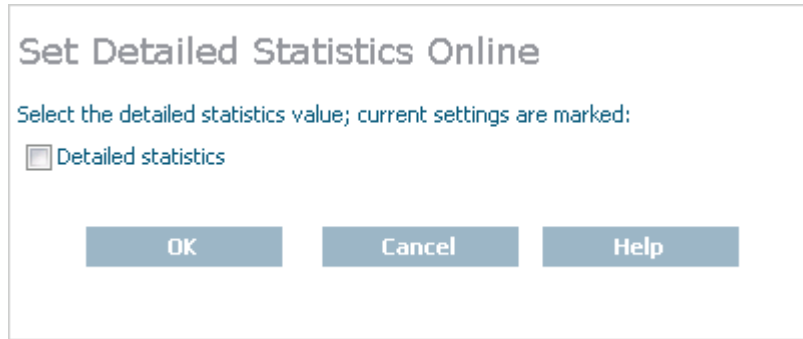 Set Detailed Statistics Online
Select the detailed statistics value; current settings are marked:
Detailed statistics
OK Cancel Help